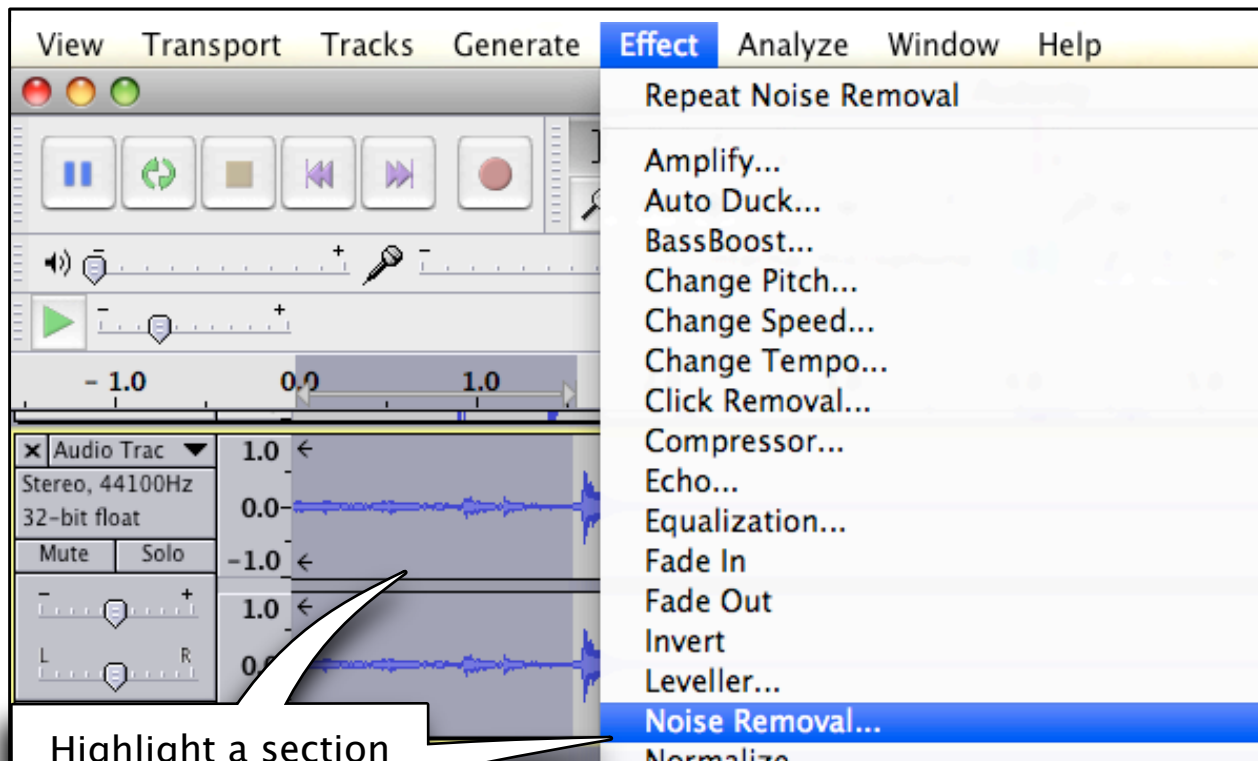 View Transport Tracks Generate Effect Analyze Window Help
Repeat Noise Removal
Amplify...
Auto Duck...
BassBoost...
Change Pitch...
Change Speed...
Change Tempo...
Click Removal...
Compressor...
Echo...
Equalization...
Fade In
Fade Out
Invert
Leveller...
Noise Removal...
Normalize
- +
- +
- 1.0 0.0 1.0
Audio Trac
Stereo, 44100Hz
32-bit float
Mute Solo
- +
L R
1.0
0.0
-1.0
1.0
Highlight a section